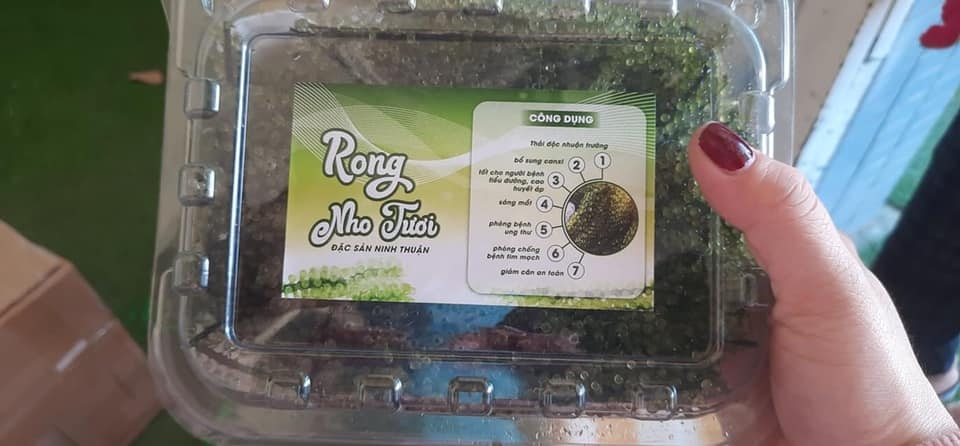 Rong
Nho Tươi
ĐẶC SẢN NINH THUẬN
CÔNG DỤNG
Thải độc nhuận trường
1
bổ sung canxi
2
tốt cho người bệnh
tiểu đường, cao
huyết áp
3
sáng mắt
4
phòng bệnh
ung thư
5
phòng chống
bệnh tim mạch
6
giảm cân an toàn
7